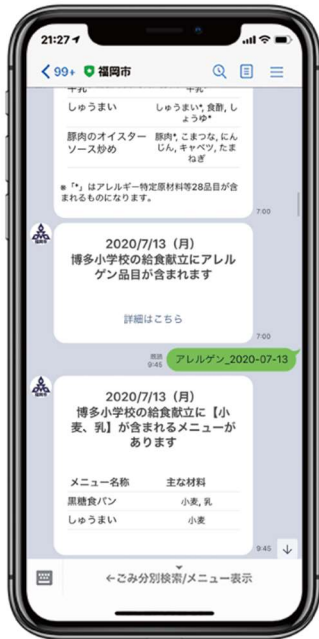 21:27
99+ 福岡市
牛乳 牛乳*
しゅうまい しゅうまい*, 食酢, し
ょうゆ*
豚肉のオイスター 豚肉*, こまつな, にん
ソース炒め じん, キャベツ, たま
ねぎ
※「*」はアレルギー特定原材料等28品目が含
まれるものになります。
7:00
2020/7/13（月）
博多小学校の給食献立にアレル
ゲン品目が含まれます
詳細はこちら
7:00
既読
9:45
アレルゲン_2020-07-13
2020/7/13（月）
博多小学校の給食献立に【小
麦、乳】が含まれるメニューが
あります
メニュー名称 主な材料
黒糖食パン 小麦, 乳
しゅうまい 小麦
9:45
←ごみ分別検索/メニュー表示